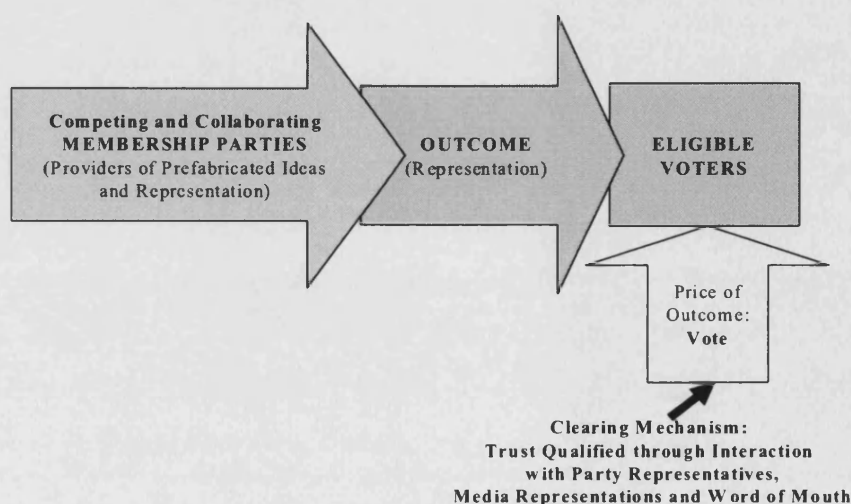 Competing and Collaborating
MEMBERSHIP PARTIES
(Providers of Prefabricated Ideas
and Representation)
OUTCOME
(Representation)
ELIGIBLE
VOTERS
Price of
Outcome:
Vote
Clearing Mechanism:
Trust Qualified through Interaction
with Party Representatives,
Media Representations and Word of Mouth